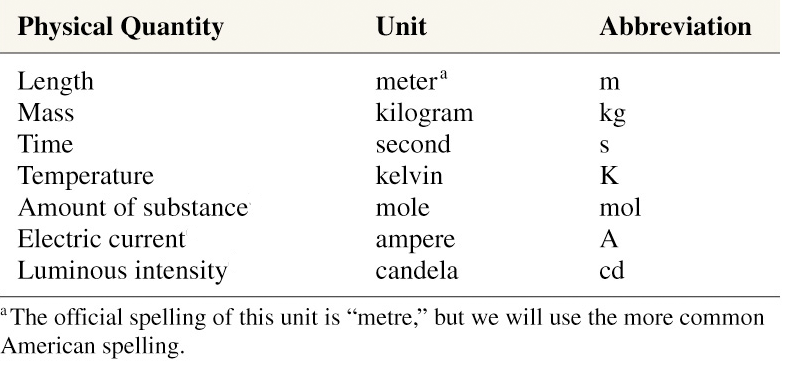 Physical Quantity Unit Abbreviation
Length meterᵃ m
Mass kilogram kg
Time second s
Temperature kelvin K
Amount of substance mole mol
Electric current ampere A
Luminous intensity candela cd
ᵃ The official spelling of this unit is “metre,” but we will use the more common
American spelling.